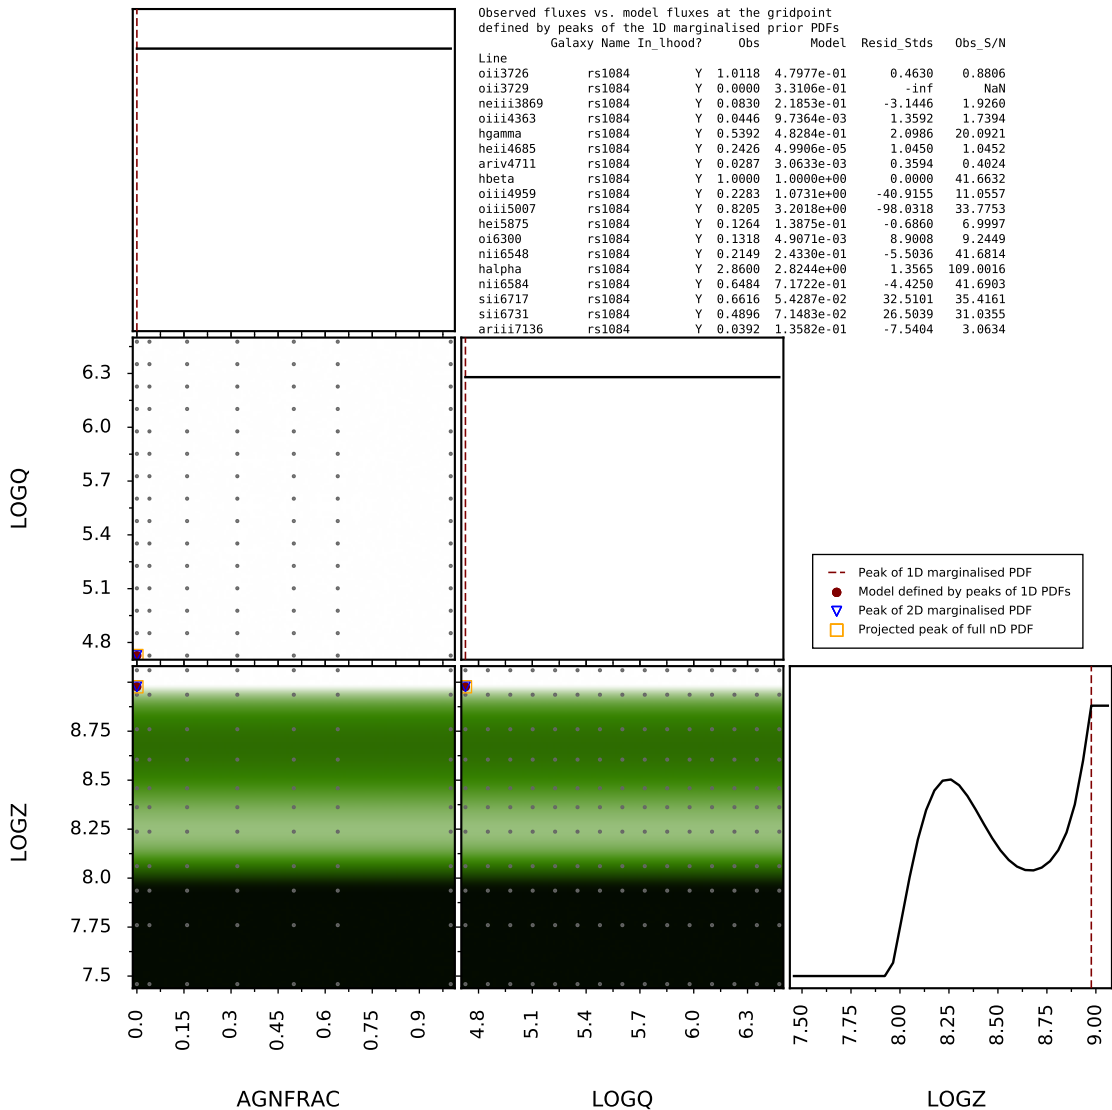 Observed fluxes vs. model fluxes at the gridpoint
defined by peaks of the 1D marginalised prior PDFs
Galaxy Name In_lhood? Obs Model Resid_Stds Obs_S/N
Line
oii3726 rs1084 Y 1.0118 4.7977e-01 0.4630 0.8806
oii3729 rs1084 Y 0.0000 3.3106e-01 -inf NaN
neiii3869 rs1084 Y 0.0830 2.1853e-01 -3.1446 1.9260
oiii4363 rs1084 Y 0.0446 9.7364e-03 1.3592 1.7394
hgamma rs1084 Y 0.5392 4.8284e-01 2.0986 20.0921
heii4685 rs1084 Y 0.2426 4.9906e-05 1.0450 1.0452
ariv4711 rs1084 Y 0.0287 3.0633e-03 0.3594 0.4024
hbeta rs1084 Y 1.0000 1.0000e+00 0.0000 41.6632
oiii4959 rs1084 Y 0.2283 1.0731e+00 -40.9155 11.0557
oiii5007 rs1084 Y 0.8205 3.2018e+00 -98.0318 33.7753
hei5875 rs1084 Y 0.1264 1.3875e-01 -0.6860 6.9997
oi6300 rs1084 Y 0.1318 4.9071e-03 8.9008 9.2449
nii6548 rs1084 Y 0.2149 2.4330e-01 -5.5036 41.6814
halpha rs1084 Y 2.8600 2.8244e+00 1.3565 109.0016
nii6584 rs1084 Y 0.6484 7.1722e-01 -4.4250 41.6903
sii6717 rs1084 Y 0.6616 5.4287e-02 32.5101 35.4161
sii6731 rs1084 Y 0.4896 7.1483e-02 26.5039 31.0355
ariii7136 rs1084 Y 0.0392 1.3582e-01 -7.5404 3.0634
6.3
6.0
5.7
5.4
5.1
4.8
LOGQ
Peak of 1D marginalised PDF
Model defined by peaks of 1D PDFs
Peak of 2D marginalised PDF
Projected peak of full nD PDF
8.75
8.5
8.25
8.0
7.75
7.5
LOGZ
0.0 0.15 0.3 0.45 0.6 0.75 0.9
4.8 5.1 5.4 5.7 6.0 6.3
7.50 7.75 8.00 8.25 8.50 8.75 9.00
AGNFRAC LOGQ LOGZ